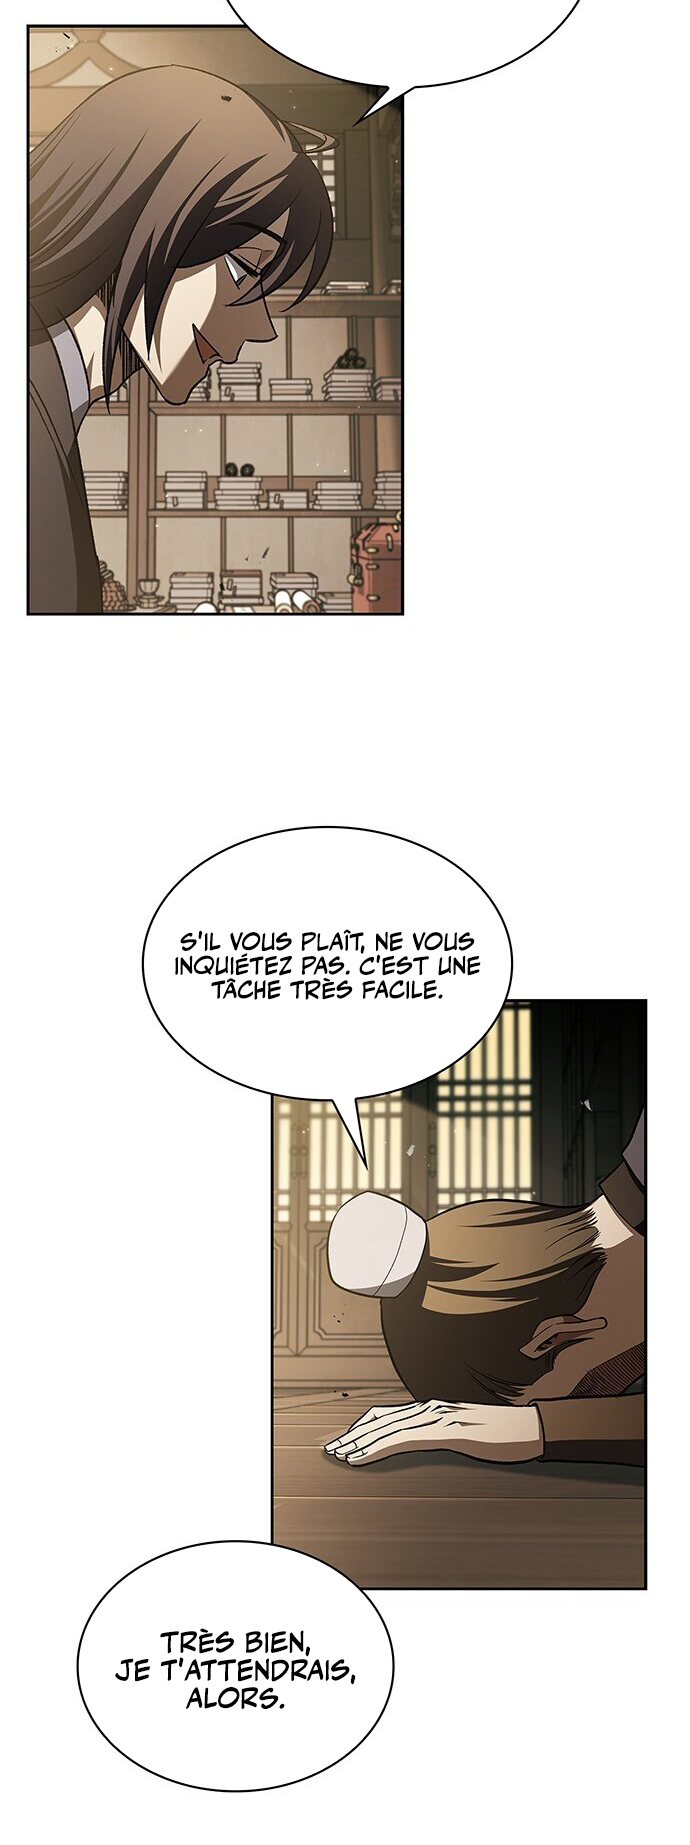 S'IL VOUS PLAÎT, NE VOUS
INQUIÉTEZ PAS. C'EST UNE
TÂCHE TRÈS FACILE.
TRÈS BIEN,
JE T'ATTENDRAIS,
ALORS.